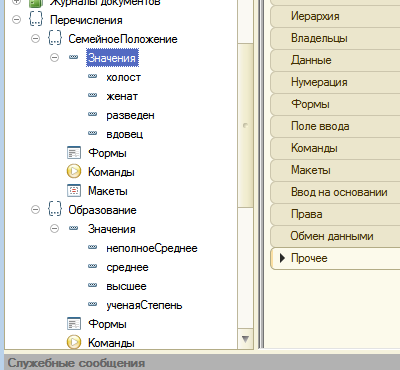 Журналы документов
Перечисления
СемейноеПоложение
Значения
холост
женат
разведен
вдовец
Формы
Команды
Макеты
Образование
Значения
неполноеСреднее
среднее
высшее
ученаяСтепень
Формы
Команды
Иерархия
Владельцы
Данные
Нумерация
Формы
Поле ввода
Команды
Макеты
Ввод на основании
Права
Обмен данными
Прочее
Служебные сообщения